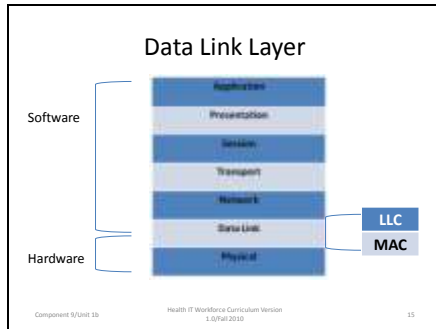 Data Link Layer
Application
Presentation
Software
Session
Transport
Network
LLC
Data Link
MAC
Hardware
Physical
Component 9/Unit 1b
Health IT Workforce Curriculum Version
1.0/Fall 2010
15